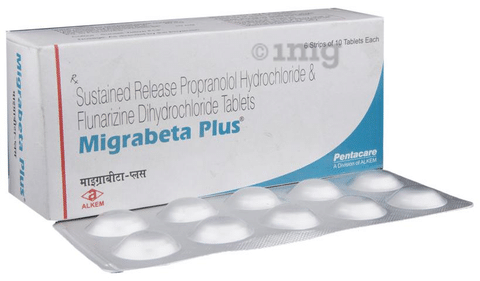 © 1mg
6 Strips of 10 Tablets Each
Rx
Sustained Release Propranolol Hydrochloride &
Flunarizine Dihydrochloride Tablets
Migrabeta Plus®
माइग्राबीटा-प्लस
ALKEM
Pentacare
A Division of ALKEM
Migrabeta Plus